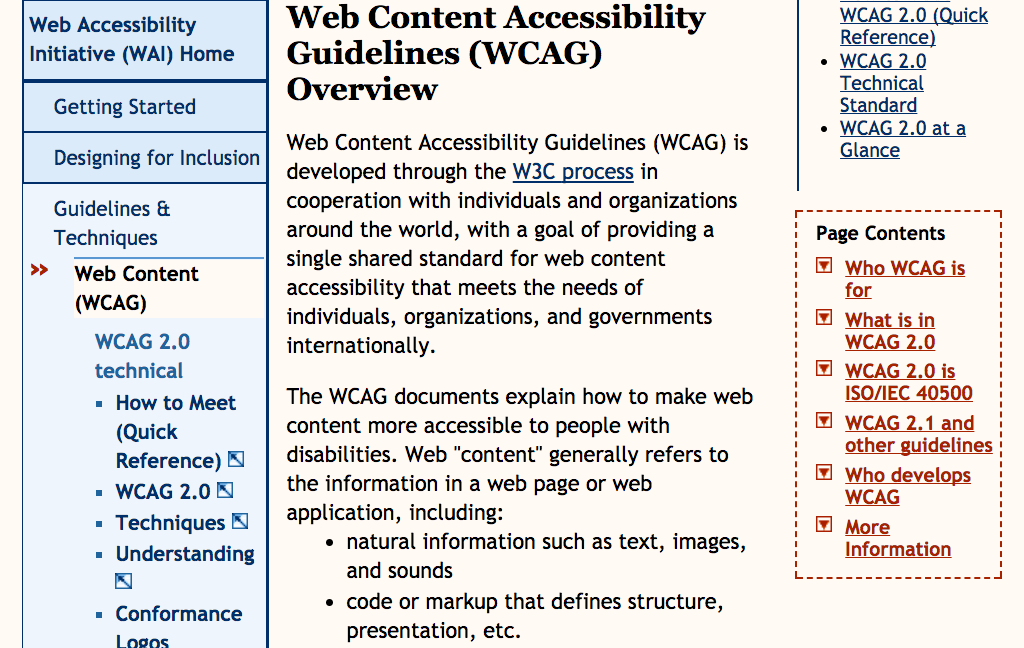 Web Accessibility
Initiative (WAI) Home
Getting Started
Designing for Inclusion
Guidelines &
Techniques
»
Web Content
(WCAG)
WCAG 2.0
technical
How to Meet
(Quick
Reference)
WCAG 2.0
Techniques
Understanding
Conformance
Logos
Web Content Accessibility
Guidelines (WCAG)
Overview
Web Content Accessibility Guidelines (WCAG) is
developed through the W3C process in
cooperation with individuals and organizations
around the world, with a goal of providing a
single shared standard for web content
accessibility that meets the needs of
individuals, organizations, and governments
internationally.
The WCAG documents explain how to make web
content more accessible to people with
disabilities. Web "content" generally refers to
the information in a web page or web
application, including:
• natural information such as text, images,
and sounds
• code or markup that defines structure,
presentation, etc.
WCAG 2.0 (Quick
Reference)
• WCAG 2.0
Technical
Standard
• WCAG 2.0 at a
Glance
Page Contents
Who WCAG is
for
What is in
WCAG 2.0
WCAG 2.0 is
ISO/IEC 40500
WCAG 2.1 and
other guidelines
Who develops
WCAG
More
Information